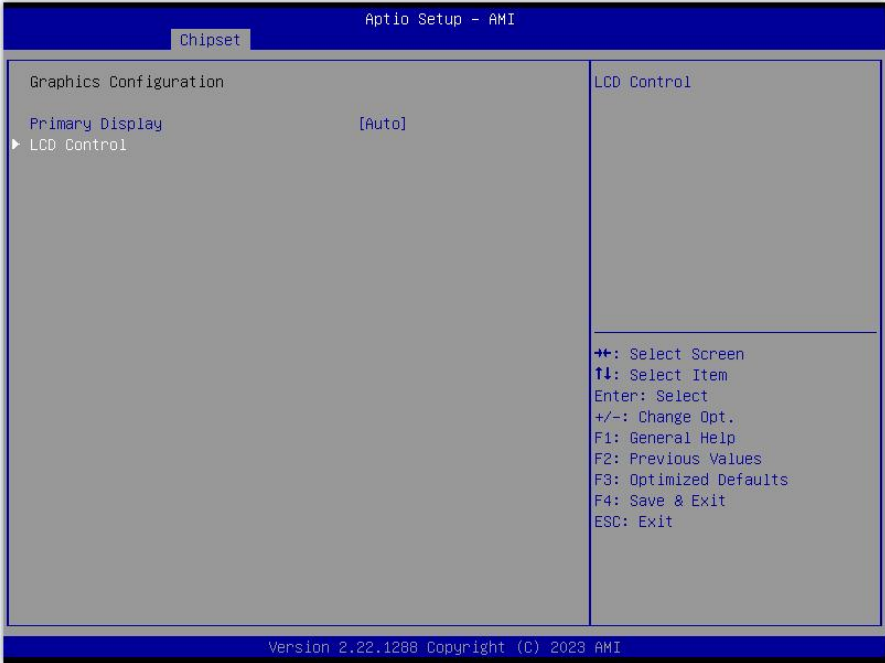 Aptio Setup – AMI
Chipset
Graphics Configuration
Primary Display [Auto]
▶ LCD Control
LCD Control
→←: Select Screen
↑↓: Select Item
Enter: Select
+/-: Change Opt.
F1: General Help
F2: Previous Values
F3: Optimized Defaults
F4: Save & Exit
ESC: Exit
Version 2.22.1288 Copyright (C) 2023 AMI